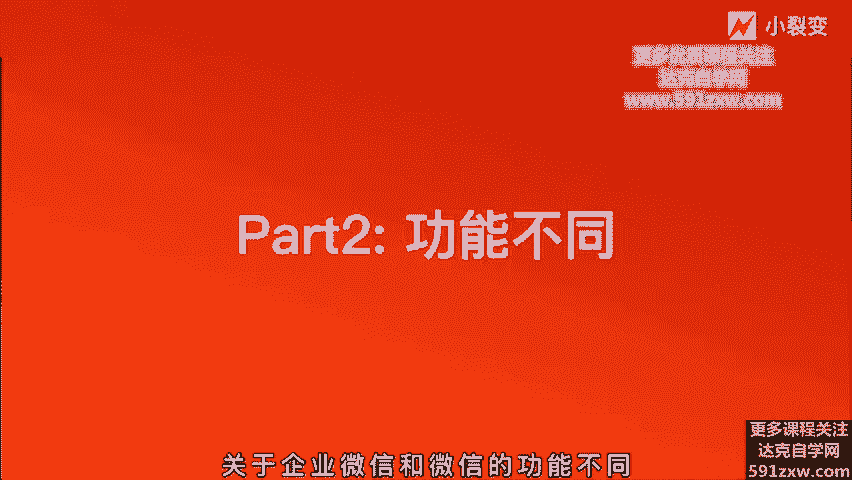 小裂变
更多优质课程关注
达克自学网
www.591zxw.com
Part2: 功能不同
关于企业微信和微信的功能不同
更多课程关注
达克自学网
591zxw.com